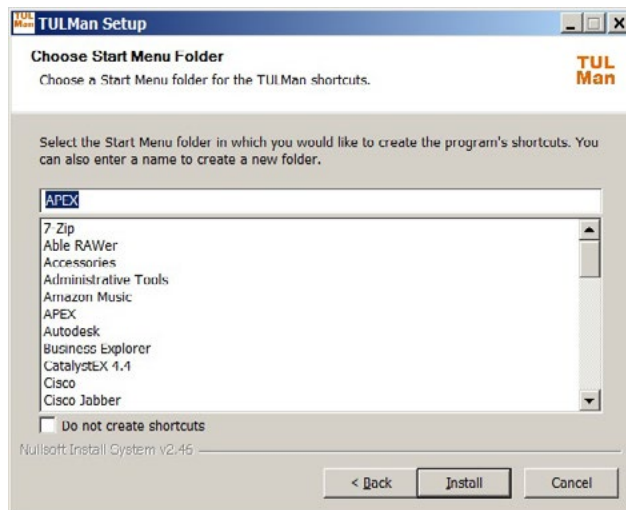 TUL
Man TULMan Setup
Choose Start Menu Folder
Choose a Start Menu folder for the TULMan shortcuts.
TUL
Man
Select the Start Menu folder in which you would like to create the program's shortcuts. You
can also enter a name to create a new folder.
APEX
7-Zip
Able RAWer
Accessories
Administrative Tools
Amazon Music
APEX
Autodesk
Business Explorer
CatalystEX 4.4
Cisco
Cisco Jabber
Do not create shortcuts
Nullsoft Install System v2.46
< Back Install Cancel